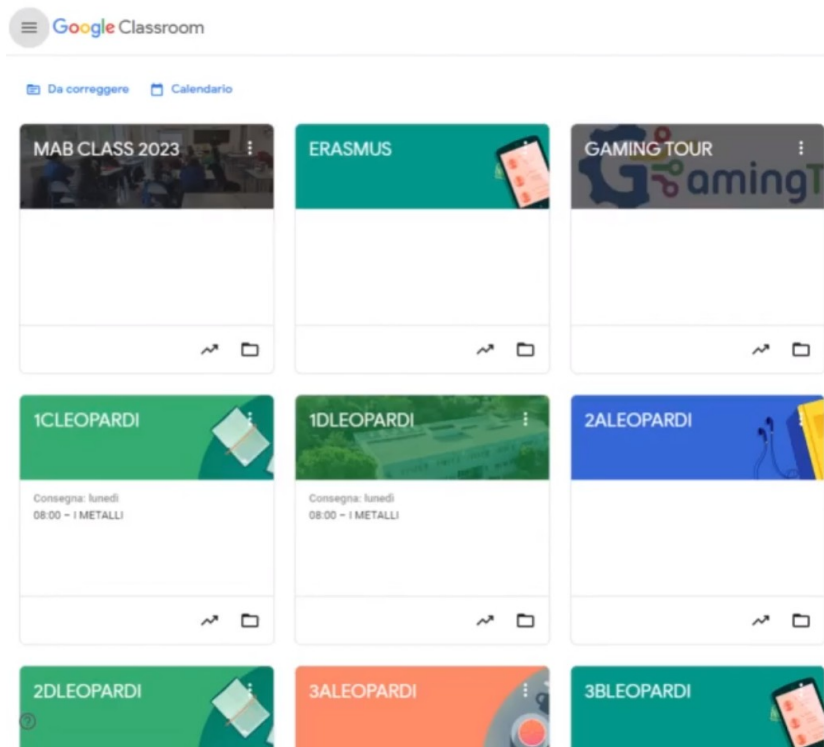 Google Classroom
Da correggere Calendario
MAB CLASS 2023
ERASMUS
GAMING TOUR
GamingT
1CLEOPARDI
1DLEOPARDI
2ALEOPARDI
Consegna: lunedì
08:00 – I METALLI
Consegna: lunedì
08:00 – I METALLI
2DLEOPARDI
3ALEOPARDI
3BLEOPARDI